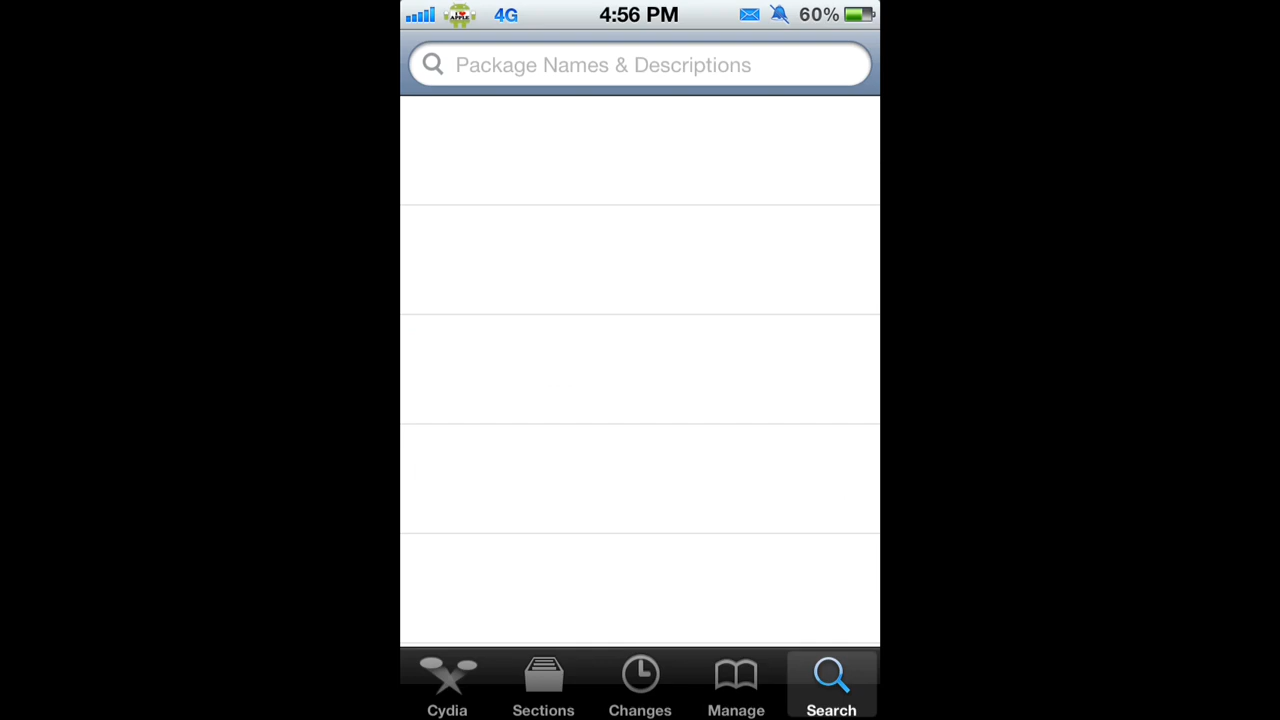 4G 4:56 PM 60%
Package Names & Descriptions
Cydia Sections Changes Manage Search